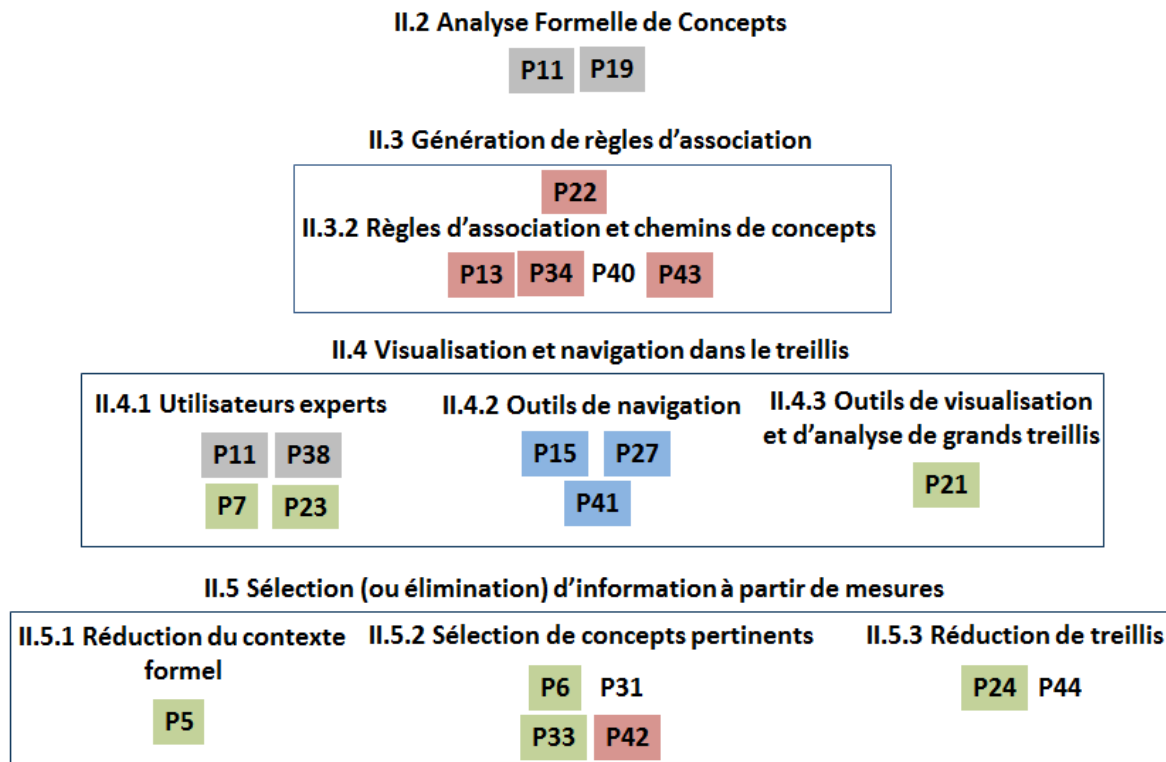 II.2 Analyse Formelle de Concepts
P11 P19
II.3 Génération de règles d'association
P22
II.3.2 Règles d'association et chemins de concepts
P13 P34 P40 P43
II.4 Visualisation et navigation dans le treillis
II.4.1 Utilisateurs experts
P11 P38
P7 P23
II.4.2 Outils de navigation
P15 P27
P41
II.4.3 Outils de visualisation
et d'analyse de grands treillis
P21
II.5 Sélection (ou élimination) d'information à partir de mesures
II.5.1 Réduction du contexte
formel
P5
II.5.2 Sélection de concepts pertinents
P6 P31
P33 P42
II.5.3 Réduction de treillis
P24 P44